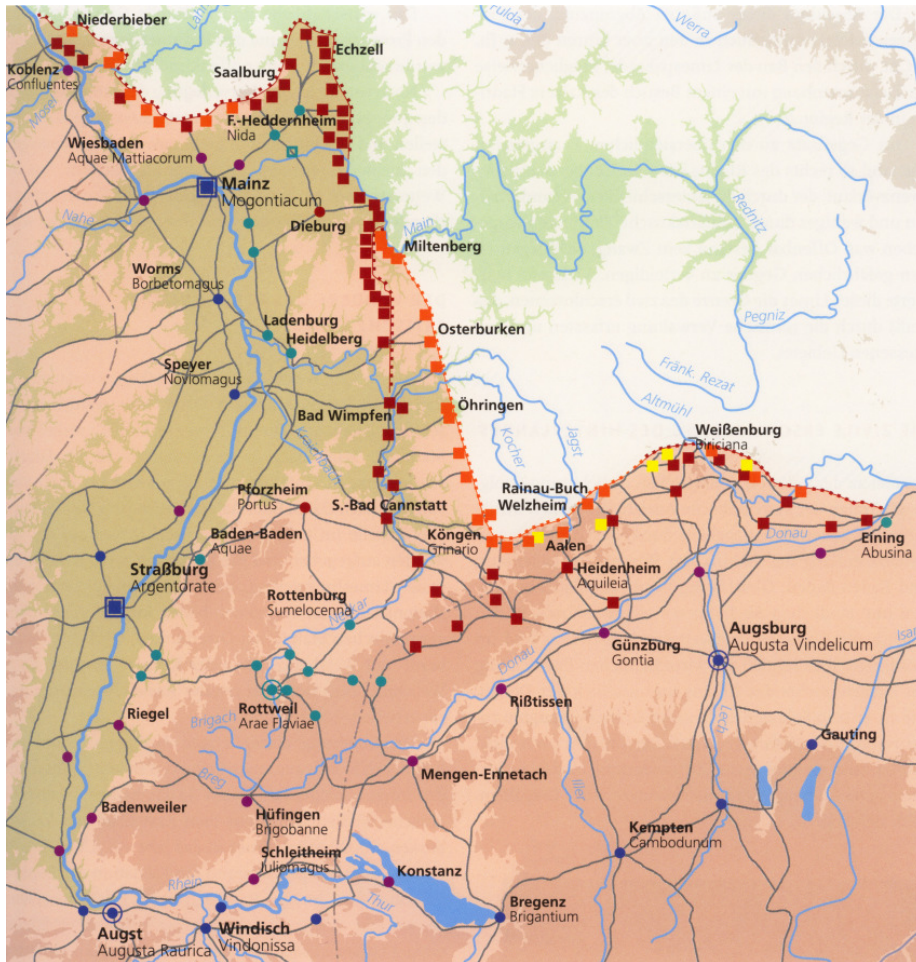 Niederbieber
Lahn
Fulda
Werra
Echzell
Saalburg
Koblenz
Confluentes
Mosel
F.-Heddernheim
Nida
Wiesbaden
Aquae Mattiacorum
Mainz
Mogontiacum
Nahe
Dieburg
Main
Miltenberg
Rednitz
Worms
Borbetomagus
Pegnitz
Ladenburg
Heidelberg
Osterburken
Speyer
Noviomagus
Fränk. Rezat
Altmühl
Bad Wimpfen
Öhringen
Kocher
Jagst
Weißenburg
Biriciana
Rainau-Buch
Welzheim
Pforzheim
Portus
S.-Bad Cannstatt
Baden-Baden
Aquae
Köngen
Grinario
Aalen
Donau
Eining
Abusina
Straßburg
Argentorate
Heidenheim
Aquileia
Rottenburg
Sumelocenna
Neckar
Günzburg
Gontia
Augsburg
Augusta Vindelicum
Isar
Donau
Rottweil
Arae Flaviae
Rißtissen
Riegel
Brigach
Lech
Gauting
Breg
Mengen-Ennetach
Iller
Badenweiler
Hüfingen
Brigobanne
Kempten
Cambodunum
Schleitheim
Juliomagus
Konstanz
Rhein
Thur
Bregenz
Brigantium
Augst
Augusta Raurica
Windisch
Vindonissa